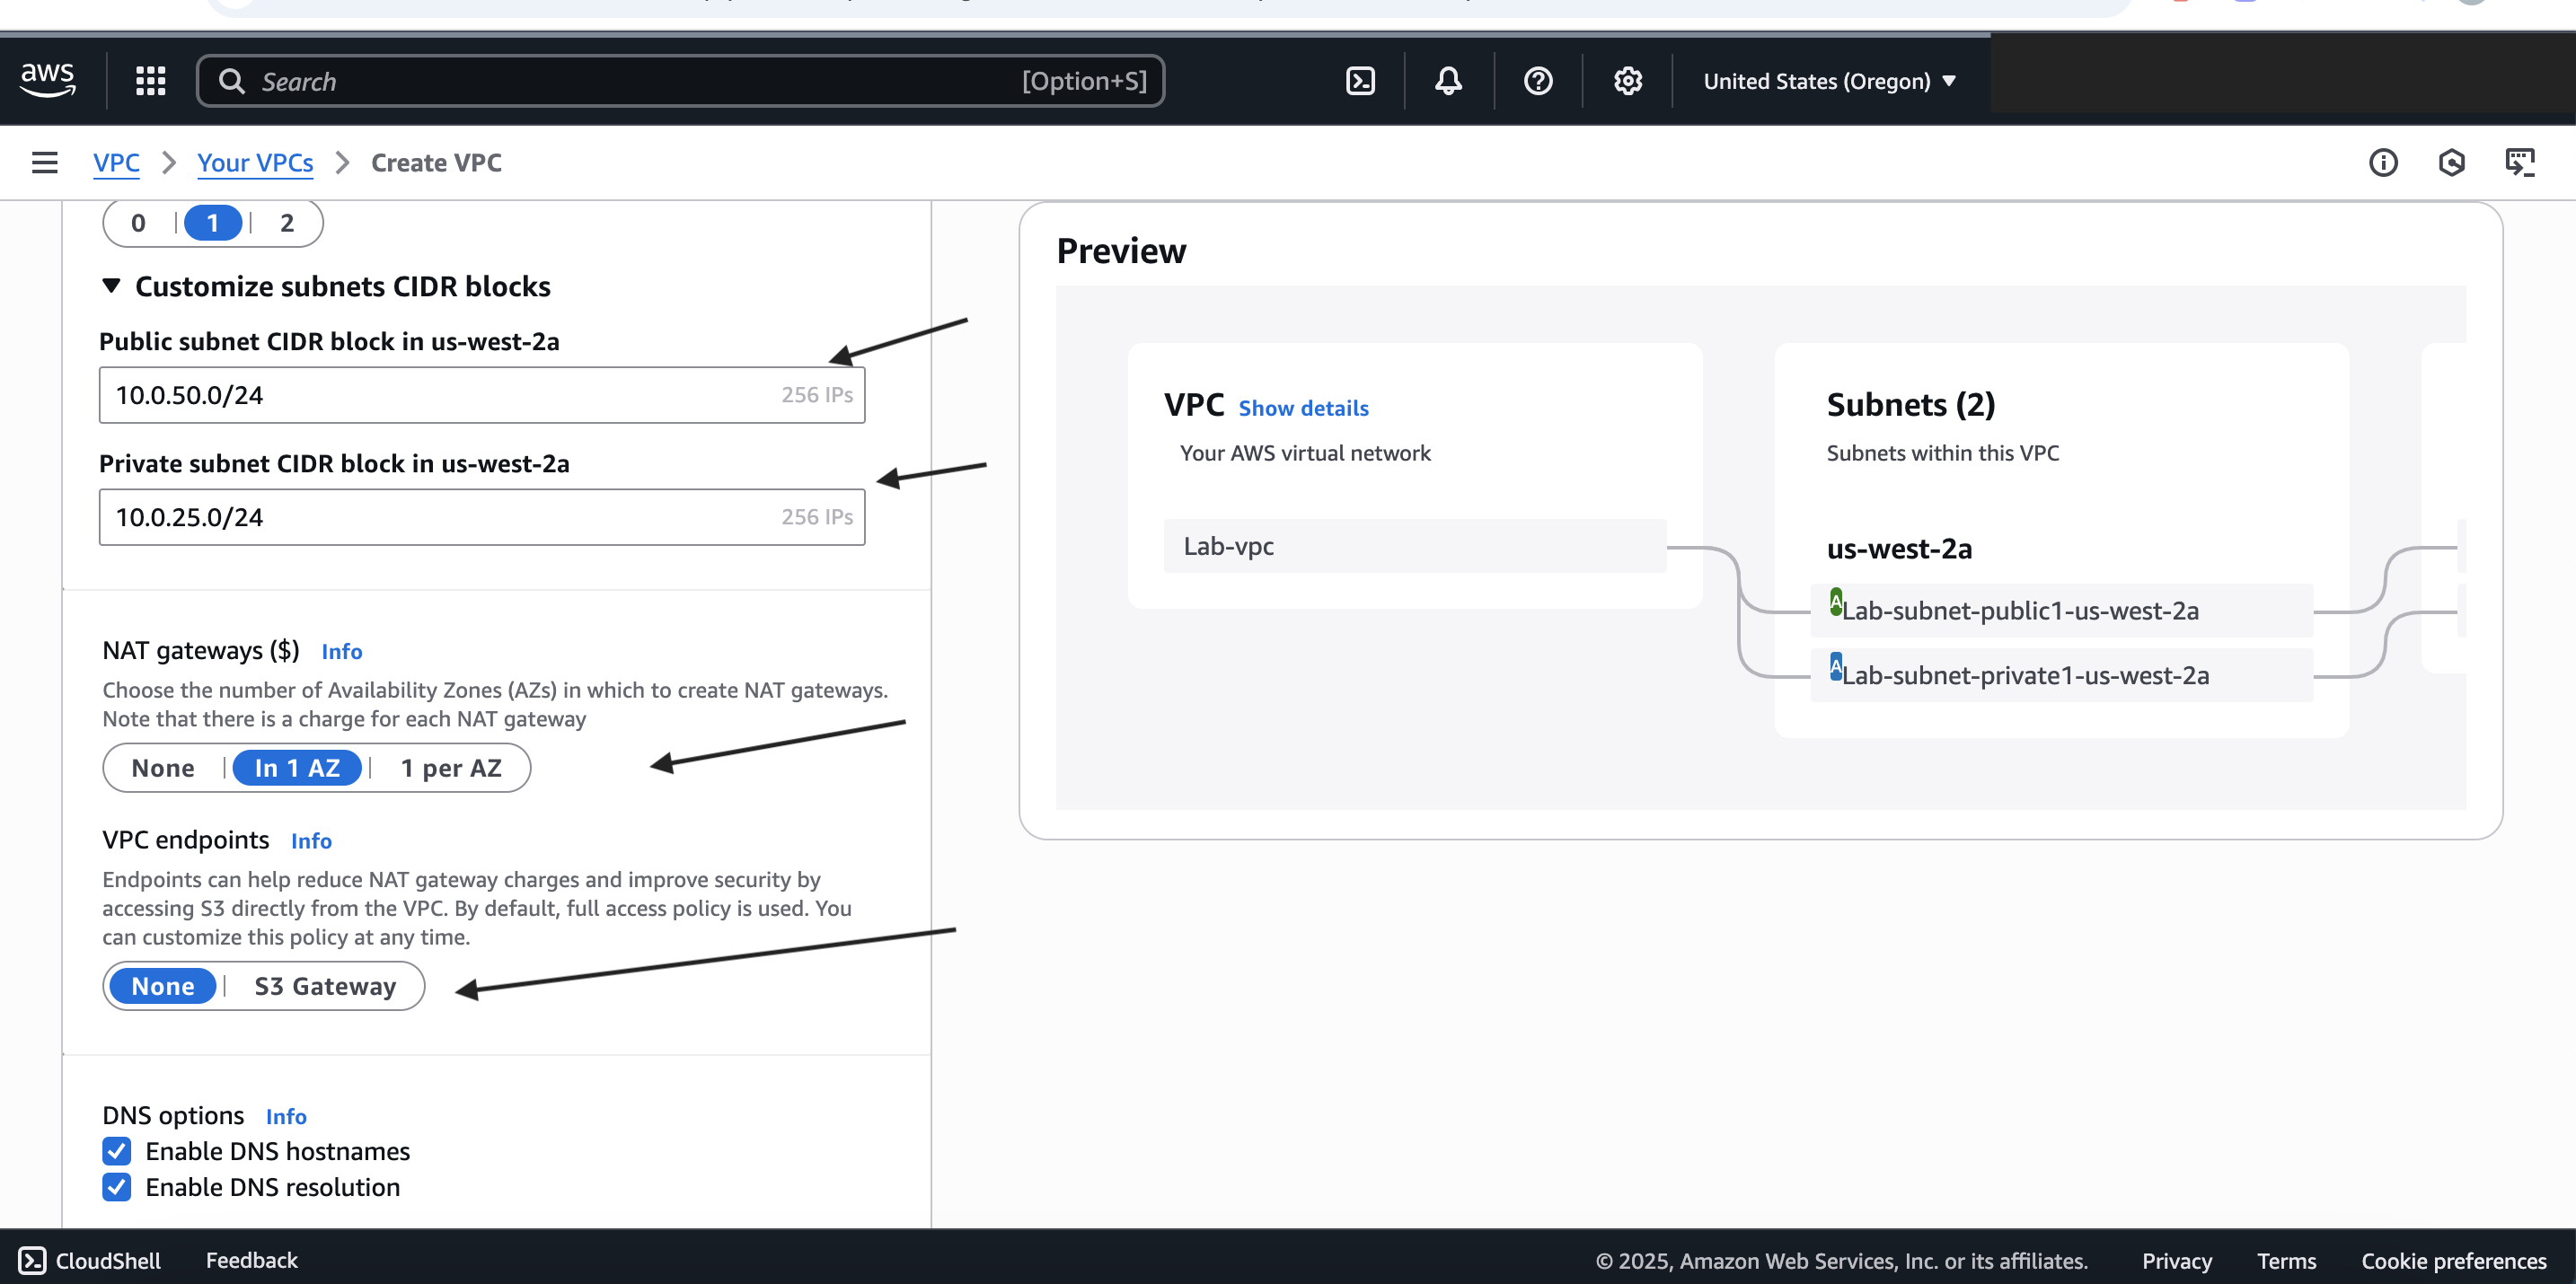 aws
Search
[Option+S]
United States (Oregon)
VPC
Your VPCs
Create VPC
0
1
2
Customize subnets CIDR blocks
Public subnet CIDR block in us-west-2a
10.0.50.0/24
256 IPs
Private subnet CIDR block in us-west-2a
10.0.25.0/24
256 IPs
NAT gateways ($) Info
Choose the number of Availability Zones (AZs) in which to create NAT gateways.
Note that there is a charge for each NAT gateway
None
In 1 AZ
1 per AZ
VPC endpoints Info
Endpoints can help reduce NAT gateway charges and improve security by
accessing S3 directly from the VPC. By default, full access policy is used. You
can customize this policy at any time.
None
S3 Gateway
DNS options Info
Enable DNS hostnames
Enable DNS resolution
Preview
VPC Show details
Your AWS virtual network
Lab-vpc
Subnets (2)
Subnets within this VPC
us-west-2a
A Lab-subnet-public1-us-west-2a
A Lab-subnet-private1-us-west-2a
CloudShell
Feedback
© 2025, Amazon Web Services, Inc. or its affiliates.
Privacy
Terms
Cookie preferences